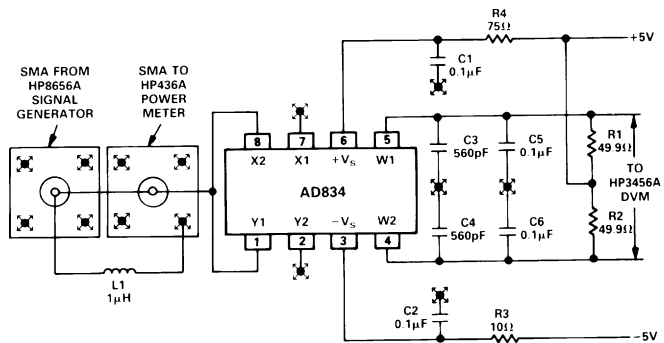 SMA FROM
HP8656A
SIGNAL
GENERATOR
SMA TO
HP436A
POWER
METER
R4
75Ω
+5V
C1
0.1µF
8
7
6
5
X2
X1
+VS
W1
AD834
Y1
Y2
−VS
W2
1
2
3
4
C3
560pF
C5
0.1µF
R1
49.9Ω
TO
HP3456A
DVM
C4
560pF
C6
0.1µF
R2
49.9Ω
L1
1µH
C2
0.1µF
R3
10Ω
−5V